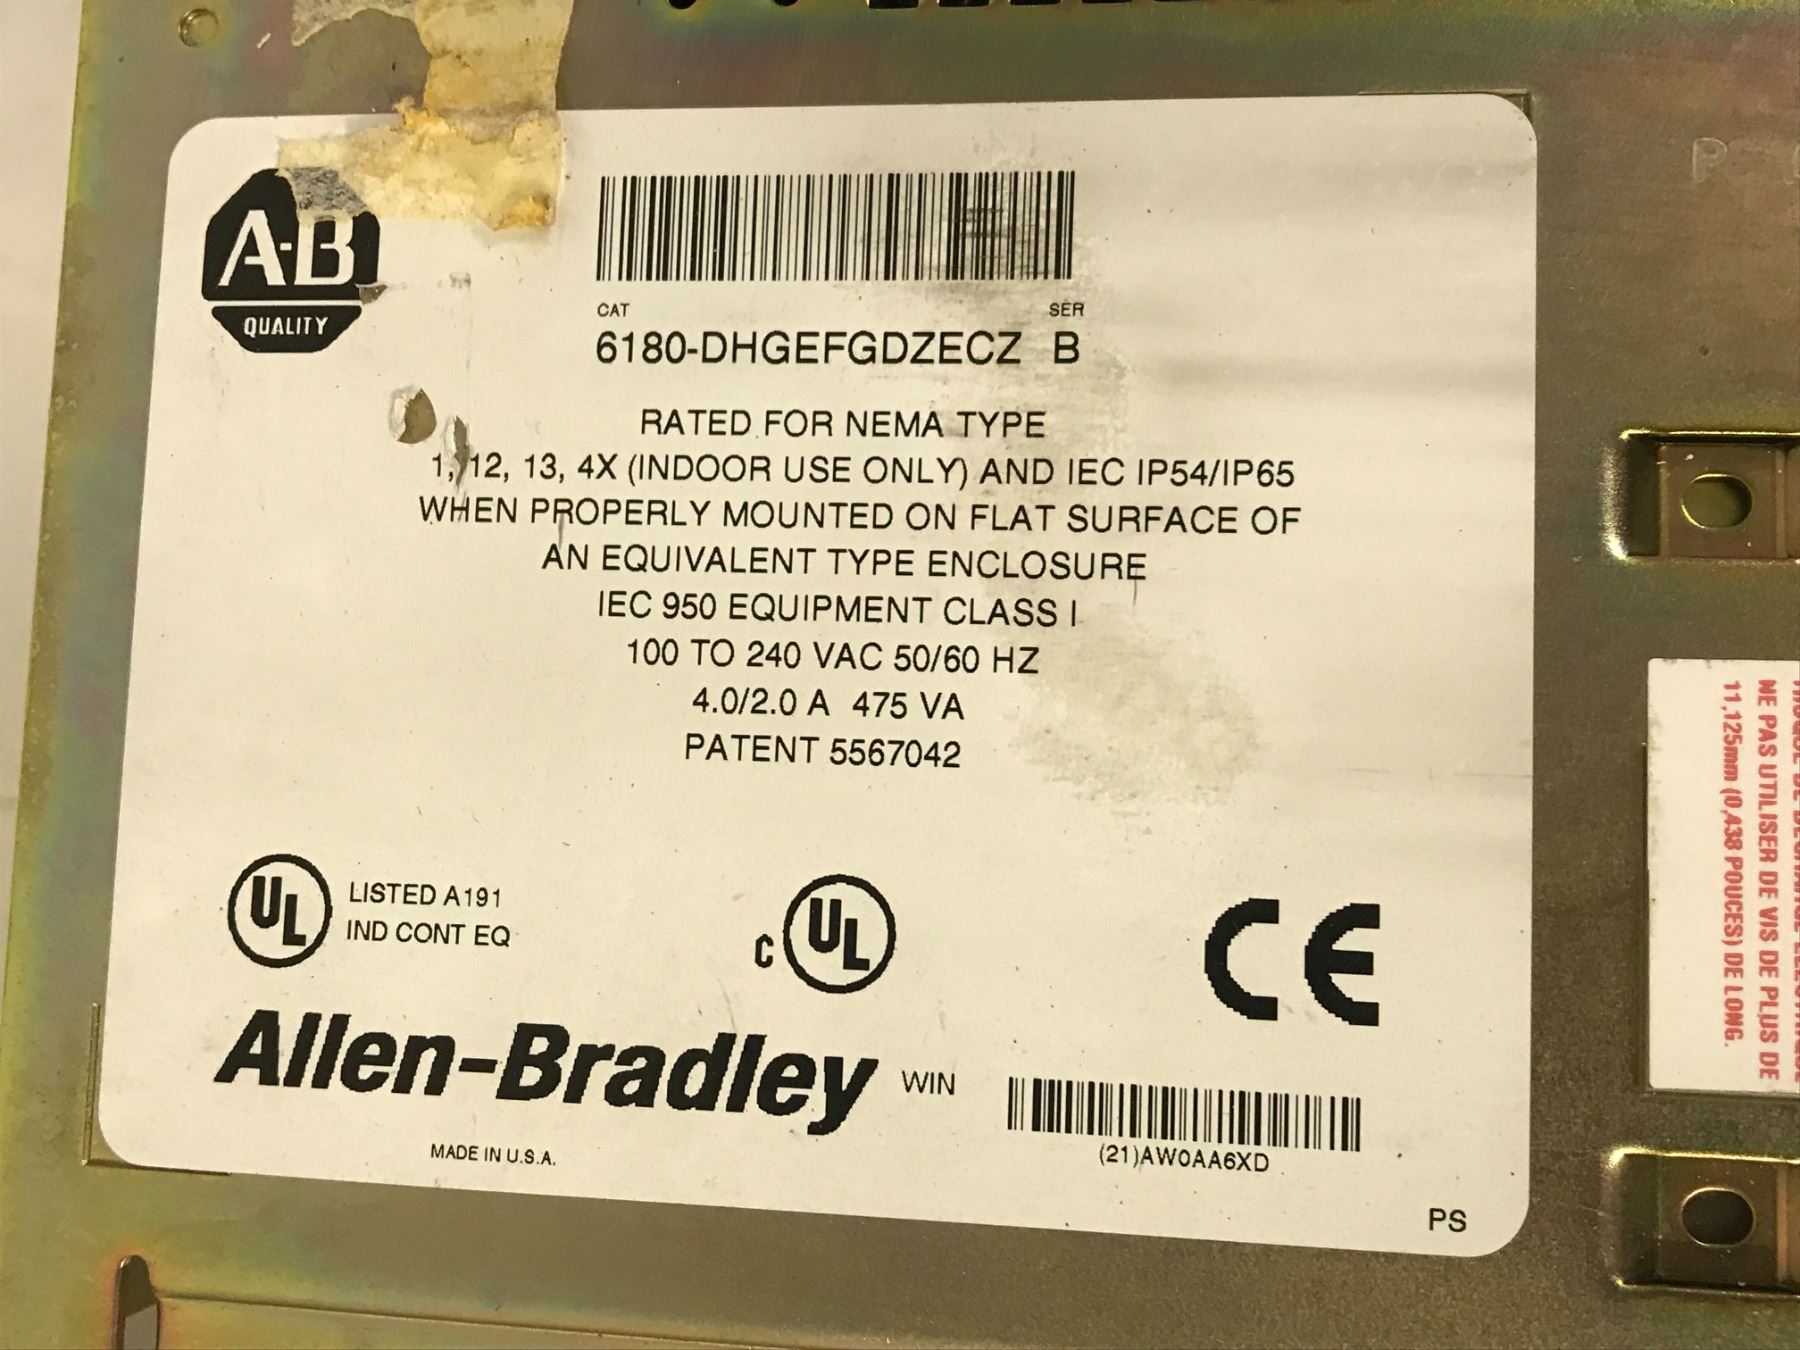 A-B
QUALITY
CAT SER
6180-DHGEFGDZECZ B
RATED FOR NEMA TYPE
1, 12, 13, 4X (INDOOR USE ONLY) AND IEC IP54/IP65
WHEN PROPERLY MOUNTED ON FLAT SURFACE OF
AN EQUIVALENT TYPE ENCLOSURE
IEC 950 EQUIPMENT CLASS I
100 TO 240 VAC 50/60 HZ
4.0/2.0 A 475 VA
PATENT 5567042
UL LISTED A191
IND CONT EQ
C UL
CE
Allen-Bradley WIN
(21)AW0AA6XD
MADE IN U.S.A.
PS
P
NE PAS UTILISER DE VIS DE PLUS DE
11,125mm (0,438 POUCES) DE LONG.